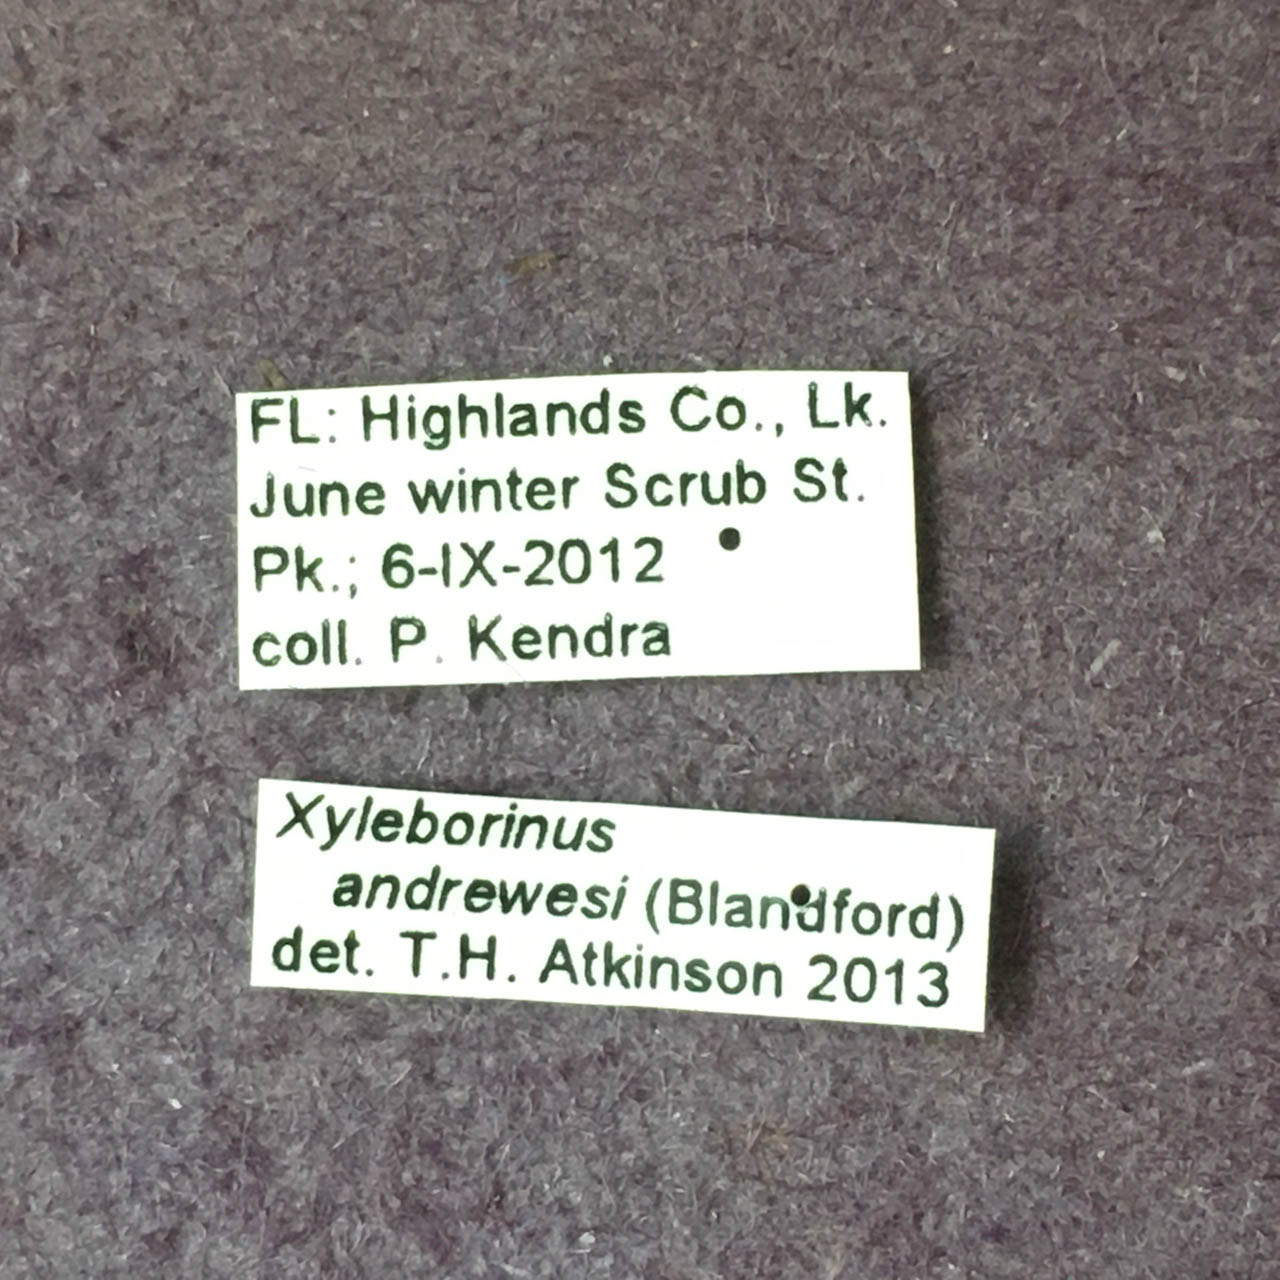 FL: Highlands Co., Lk.
June winter Scrub St.
Pk.; 6-IX-2012
coll. P. Kendra
Xyleborinus
andrewesi (Blandford)
det. T.H. Atkinson 2013